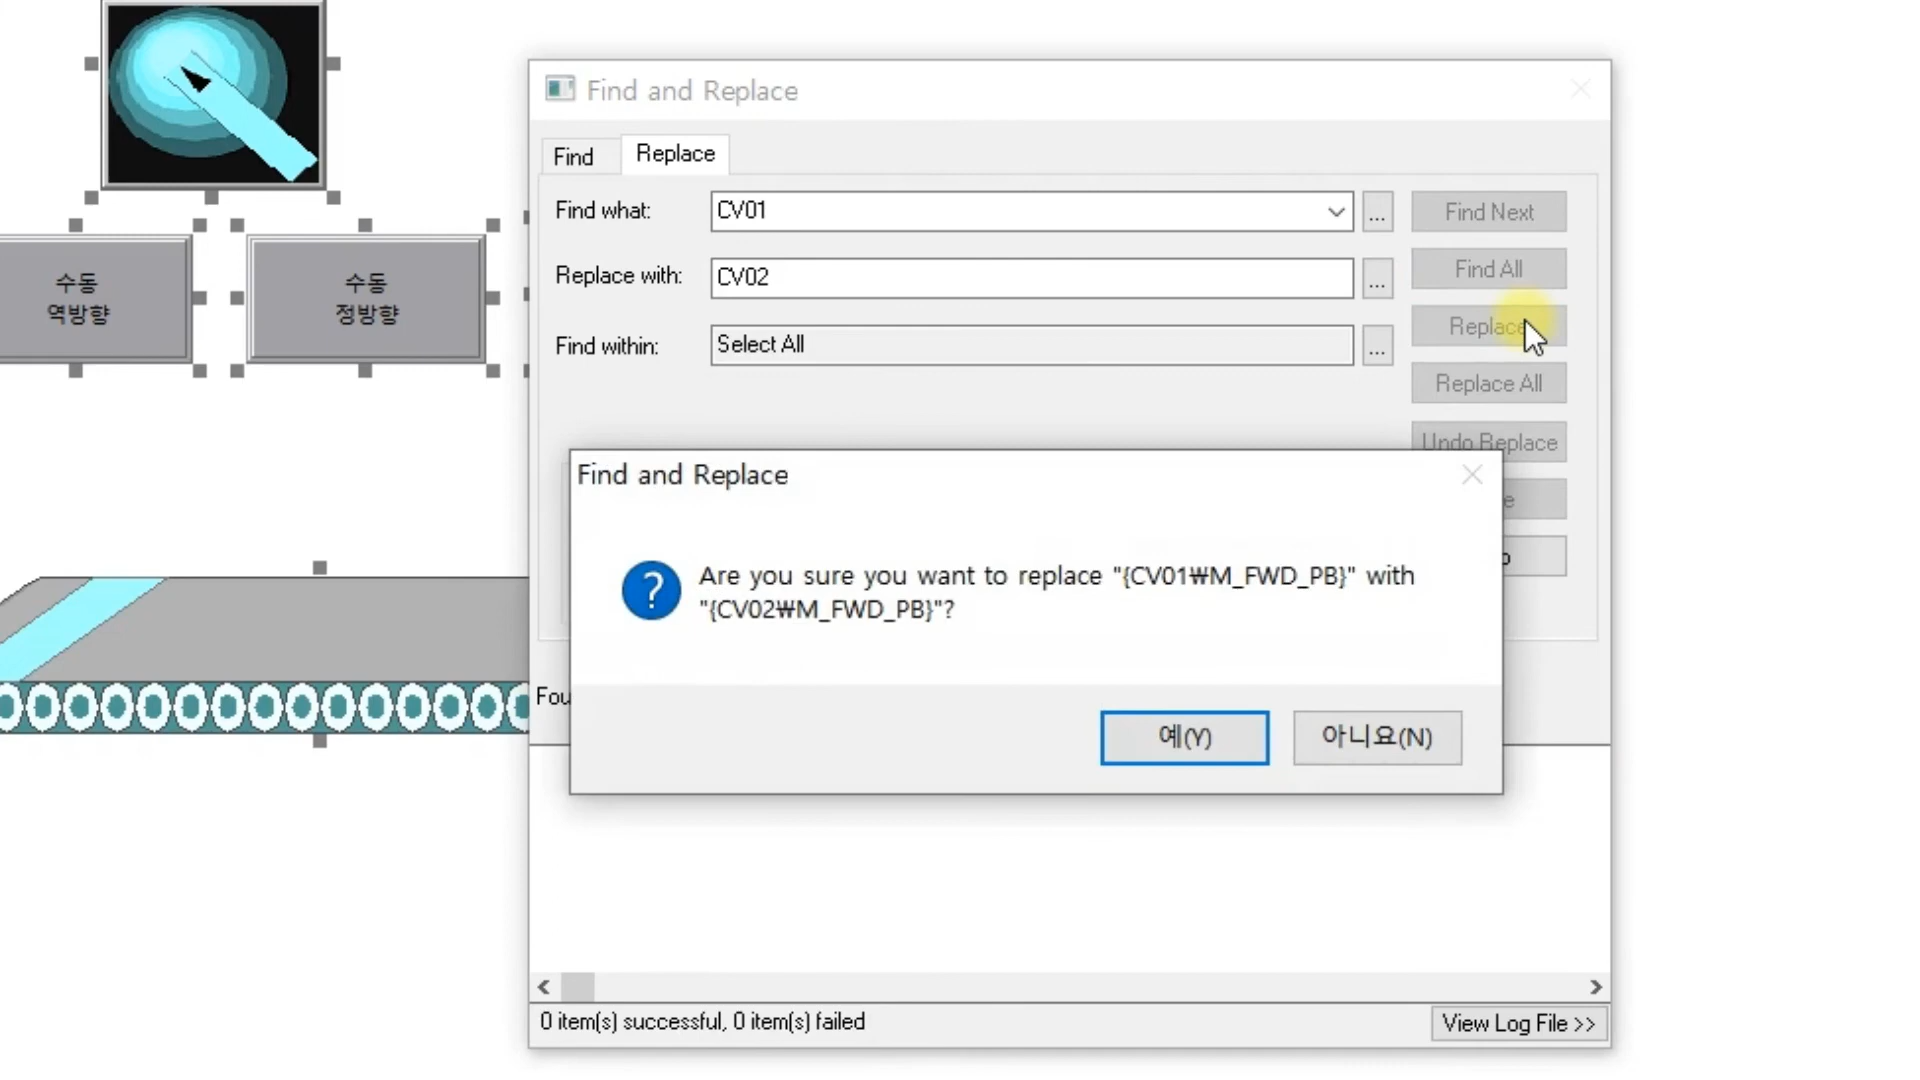 Find and Replace
Find
Replace
Find what:
CV01
...
Find Next
Replace with:
CV02
...
Find All
Find within:
Select All
...
Replace
Replace All
Undo Replace
수동
역방향
수동
정방향
Find and Replace
Are you sure you want to replace "{CV01₩M_FWD_PB}" with
"{CV02₩M_FWD_PB}"?
예(Y)
아니요(N)
Fou
0 item(s) successful, 0 item(s) failed
View Log File >>